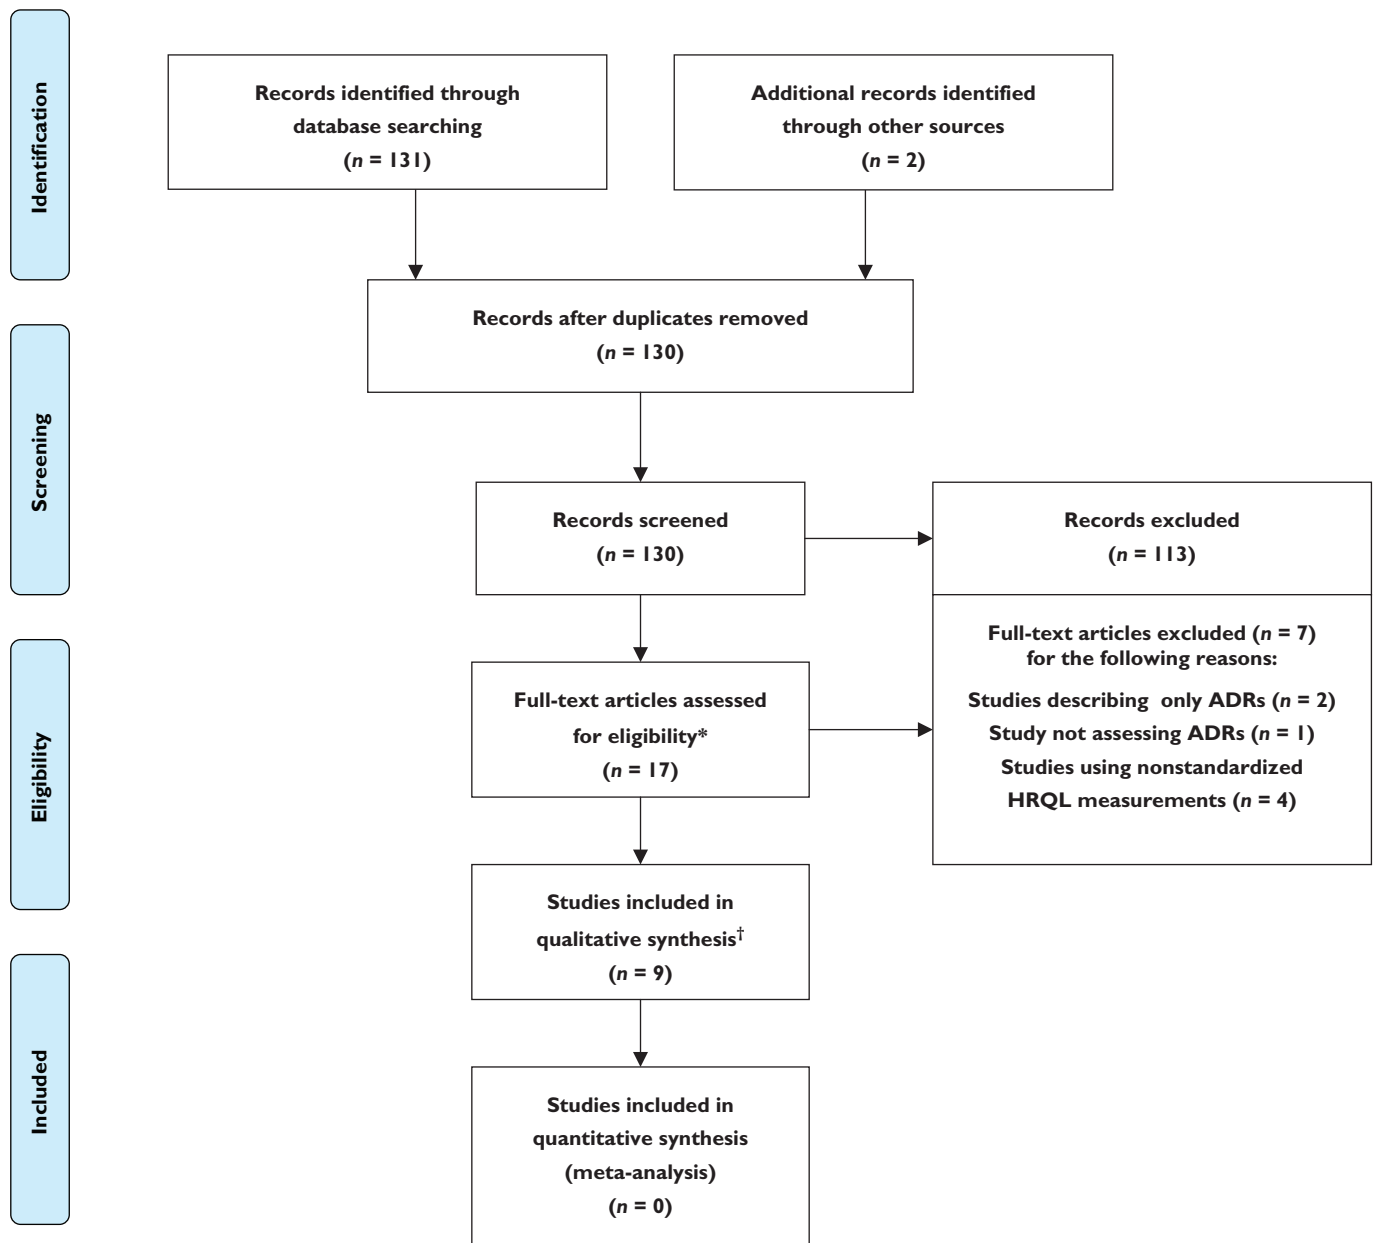 Identification
Records identified through
database searching
(n = 131)
Additional records identified
through other sources
(n = 2)
Records after duplicates removed
(n = 130)
Screening
Records screened
(n = 130)
Records excluded
(n = 113)
Eligibility
Full-text articles assessed
for eligibility*
(n = 17)
Full-text articles excluded (n = 7)
for the following reasons:
Studies describing only ADRs (n = 2)
Study not assessing ADRs (n = 1)
Studies using nonstandardized
HRQL measurements (n = 4)
Studies included in
qualitative synthesis†
(n = 9)
Included
Studies included in
quantitative synthesis
(meta-analysis)
(n = 0)